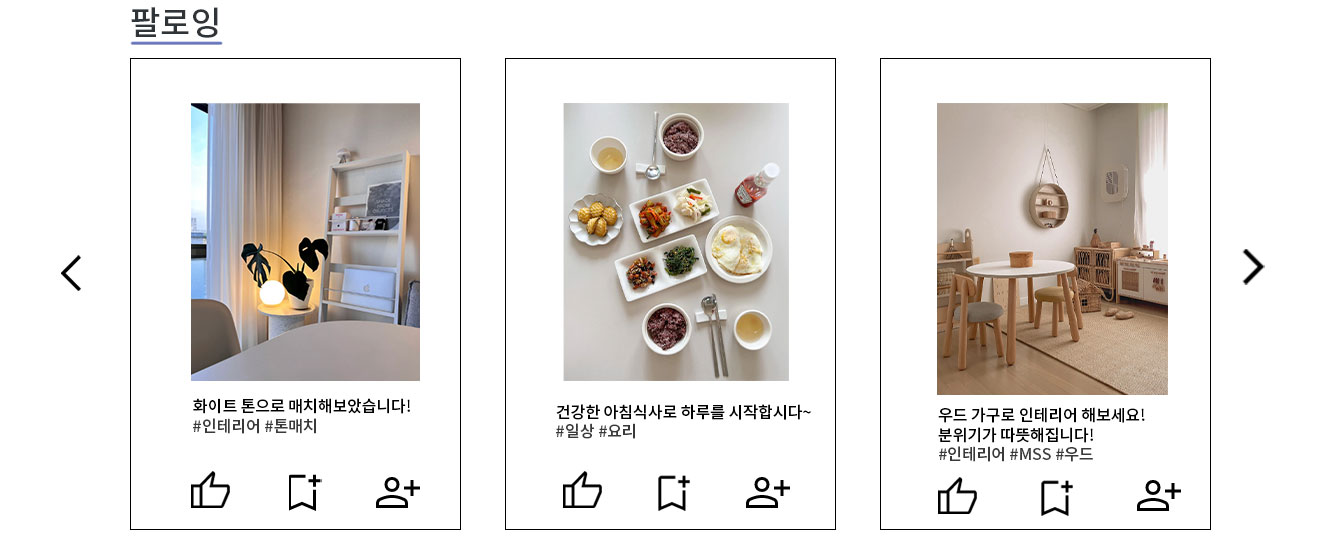 팔로잉
화이트 톤으로 매치해보았습니다!
#인테리어 #톤매치
건강한 아침식사로 하루를 시작합시다~
#일상 #요리
우드 가구로 인테리어 해보세요!
분위기가 따뜻해집니다!
#인테리어 #MSS #우드